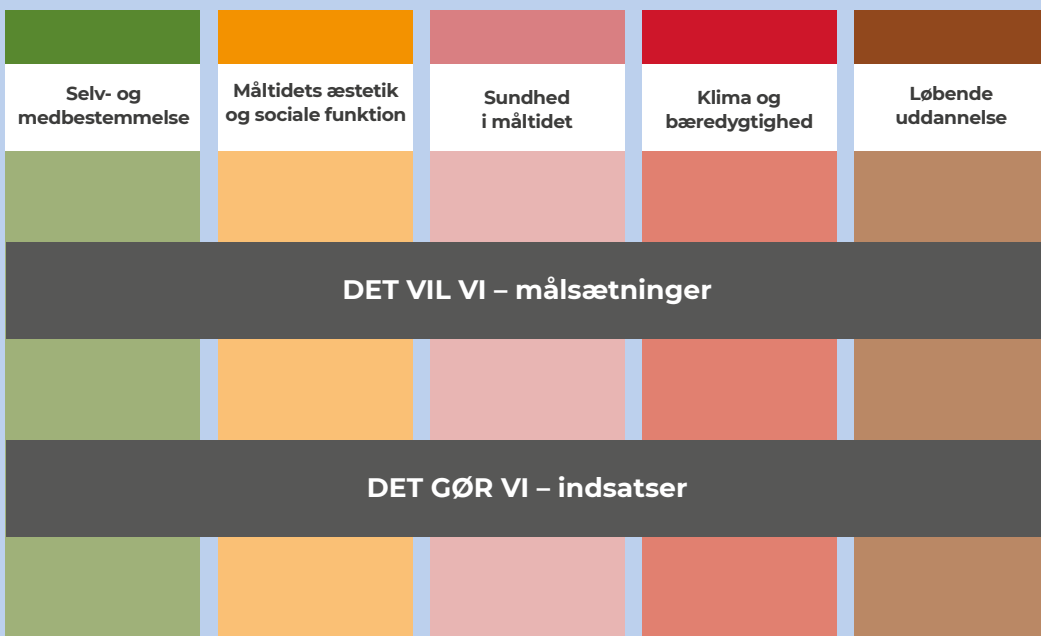 Selv- og
medbestemmelse
Måltidets æstetik
og sociale funktion
Sundhed
i måltidet
Klima og
bæredygtighed
Løbende
uddannelse
DET VIL VI – målsætninger
DET GØR VI – indsatser